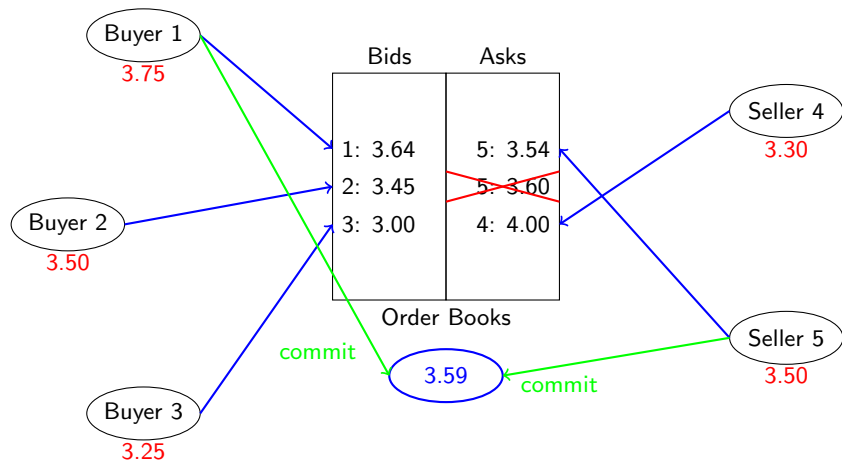 Buyer 1
3.75
Bids
Asks
Seller 4
3.30
1: 3.64
5: 3.54
2: 3.45
5: 3.60
3: 3.00
4: 4.00
Buyer 2
3.50
Order Books
Seller 5
3.50
commit
3.59
commit
Buyer 3
3.25